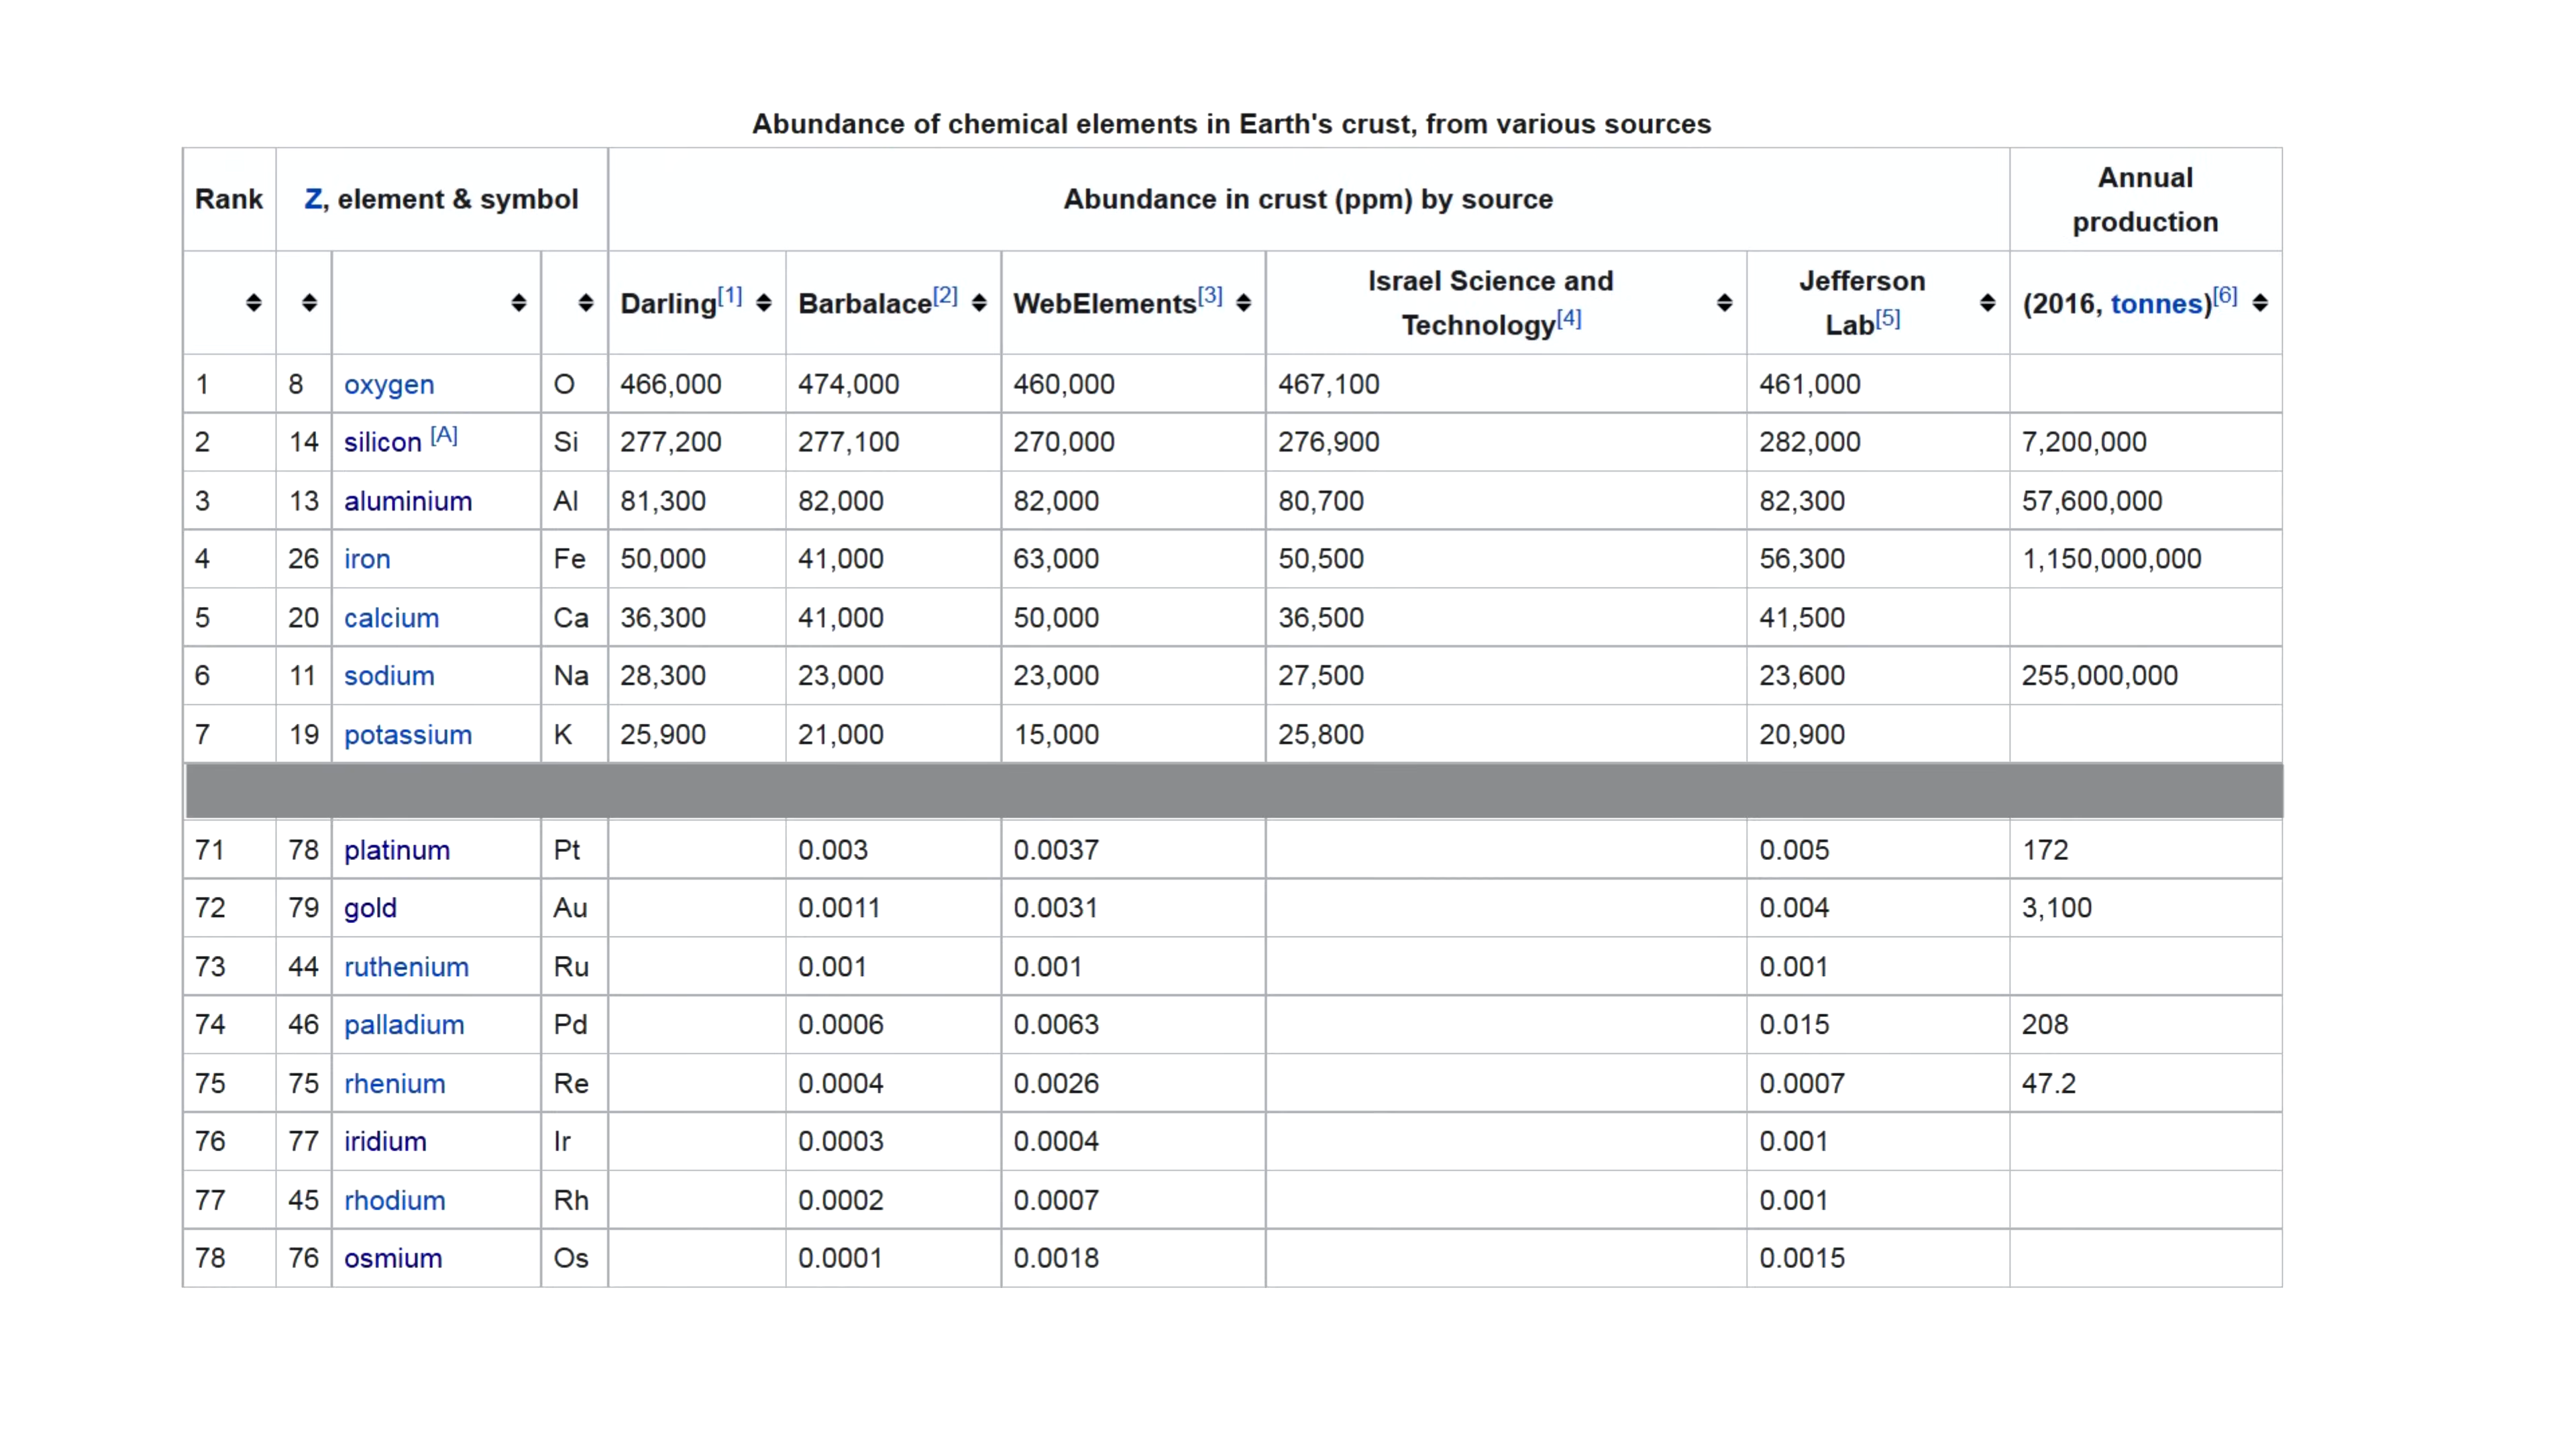 Abundance of chemical elements in Earth's crust, from various sources
Rank Z, element & symbol Abundance in crust (ppm) by source Annual production
Darling[1] Barbalace[2] WebElements[3] Israel Science and Technology[4] Jefferson Lab[5] (2016, tonnes)[6]
1 8 oxygen O 466,000 474,000 460,000 467,100 461,000
2 14 silicon [A] Si 277,200 277,100 270,000 276,900 282,000 7,200,000
3 13 aluminium Al 81,300 82,000 82,000 80,700 82,300 57,600,000
4 26 iron Fe 50,000 41,000 63,000 50,500 56,300 1,150,000,000
5 20 calcium Ca 36,300 41,000 50,000 36,500 41,500
6 11 sodium Na 28,300 23,000 23,000 27,500 23,600 255,000,000
7 19 potassium K 25,900 21,000 15,000 25,800 20,900
71 78 platinum Pt 0.003 0.0037 0.005 172
72 79 gold Au 0.0011 0.0031 0.004 3,100
73 44 ruthenium Ru 0.001 0.001 0.001
74 46 palladium Pd 0.0006 0.0063 0.015 208
75 75 rhenium Re 0.0004 0.0026 0.0007 47.2
76 77 iridium Ir 0.0003 0.0004 0.001
77 45 rhodium Rh 0.0002 0.0007 0.001
78 76 osmium Os 0.0001 0.0018 0.0015